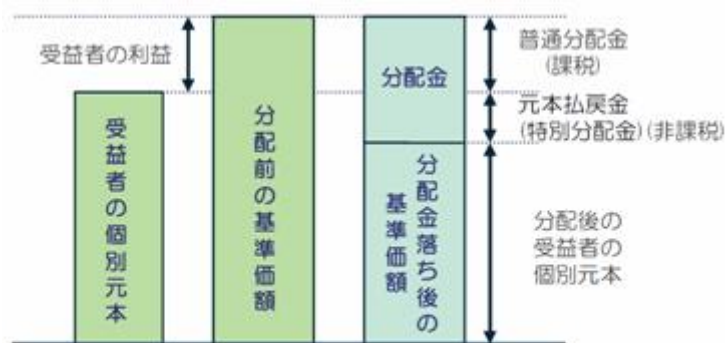 受益者の利益
受益者の個別元本
分配前の基準価額
分配金
分配金落ち後の
基準価額
普通分配金
(課税)
元本払戻金
(特別分配金)(非課税)
分配後の
受益者の
個別元本